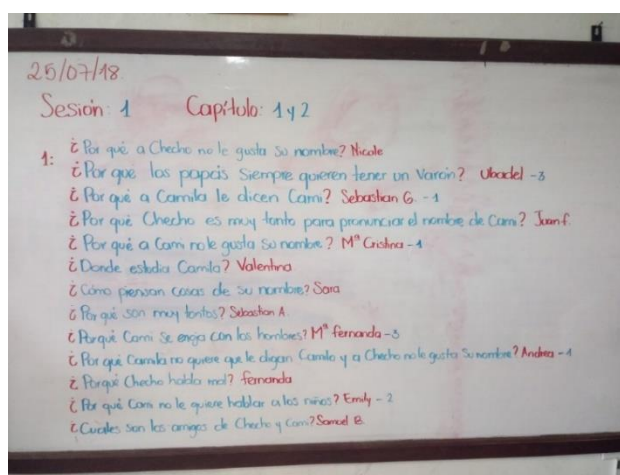 25/07/18.
Sesión: 1 Capítulo: 1 y 2
1: ¿Por qué a Checho no le gusta su nombre? Nicole
¿Por que los papás siempre quieren tener un Varón? Ubadel -3
¿Por qué a Camila le dicen Cami? Sebastian G. -1
¿Por qué Checho es muy tonto para pronunciar el nombre de Cami? Juan f.
¿Por qué a Cami no le gusta su nombre? Mª Cristina -1
¿Donde estudia Camila? Valentina
¿Cómo piensan cosas de su nombre? Sara
¿Por qué son muy tontos? Sebastian A.
¿Porqué Cami se enoja con los hombres? Mª fernanda -3
¿Por qué Camila no quiere que le digan Camilo y a Checho no le gusta su nombre? Andrea -1
¿Porqué Checho habla mal? fernanda
¿Por qué Cami no le quiere hablar a los niños? Emily -2
¿Cuáles son los amigos de Checho y Cami? Samuel B.